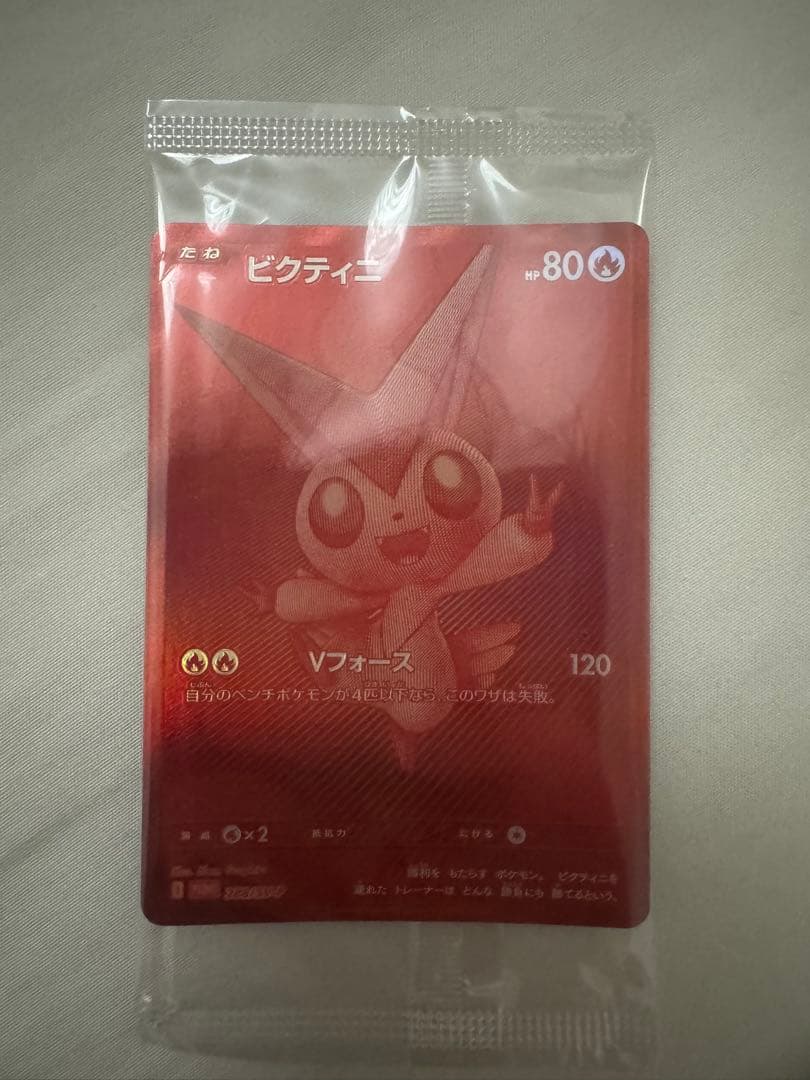 たね ビクティニ HP 80
Vフォース 120
自分のベンチポケモンが4匹以下なら、このワザは失敗。
弱点 ×2 抵抗力 にげる
勝利を もたらす ポケモン。 ビクティニを
連れた トレーナーは どんな 勝負にも 勝てるという。